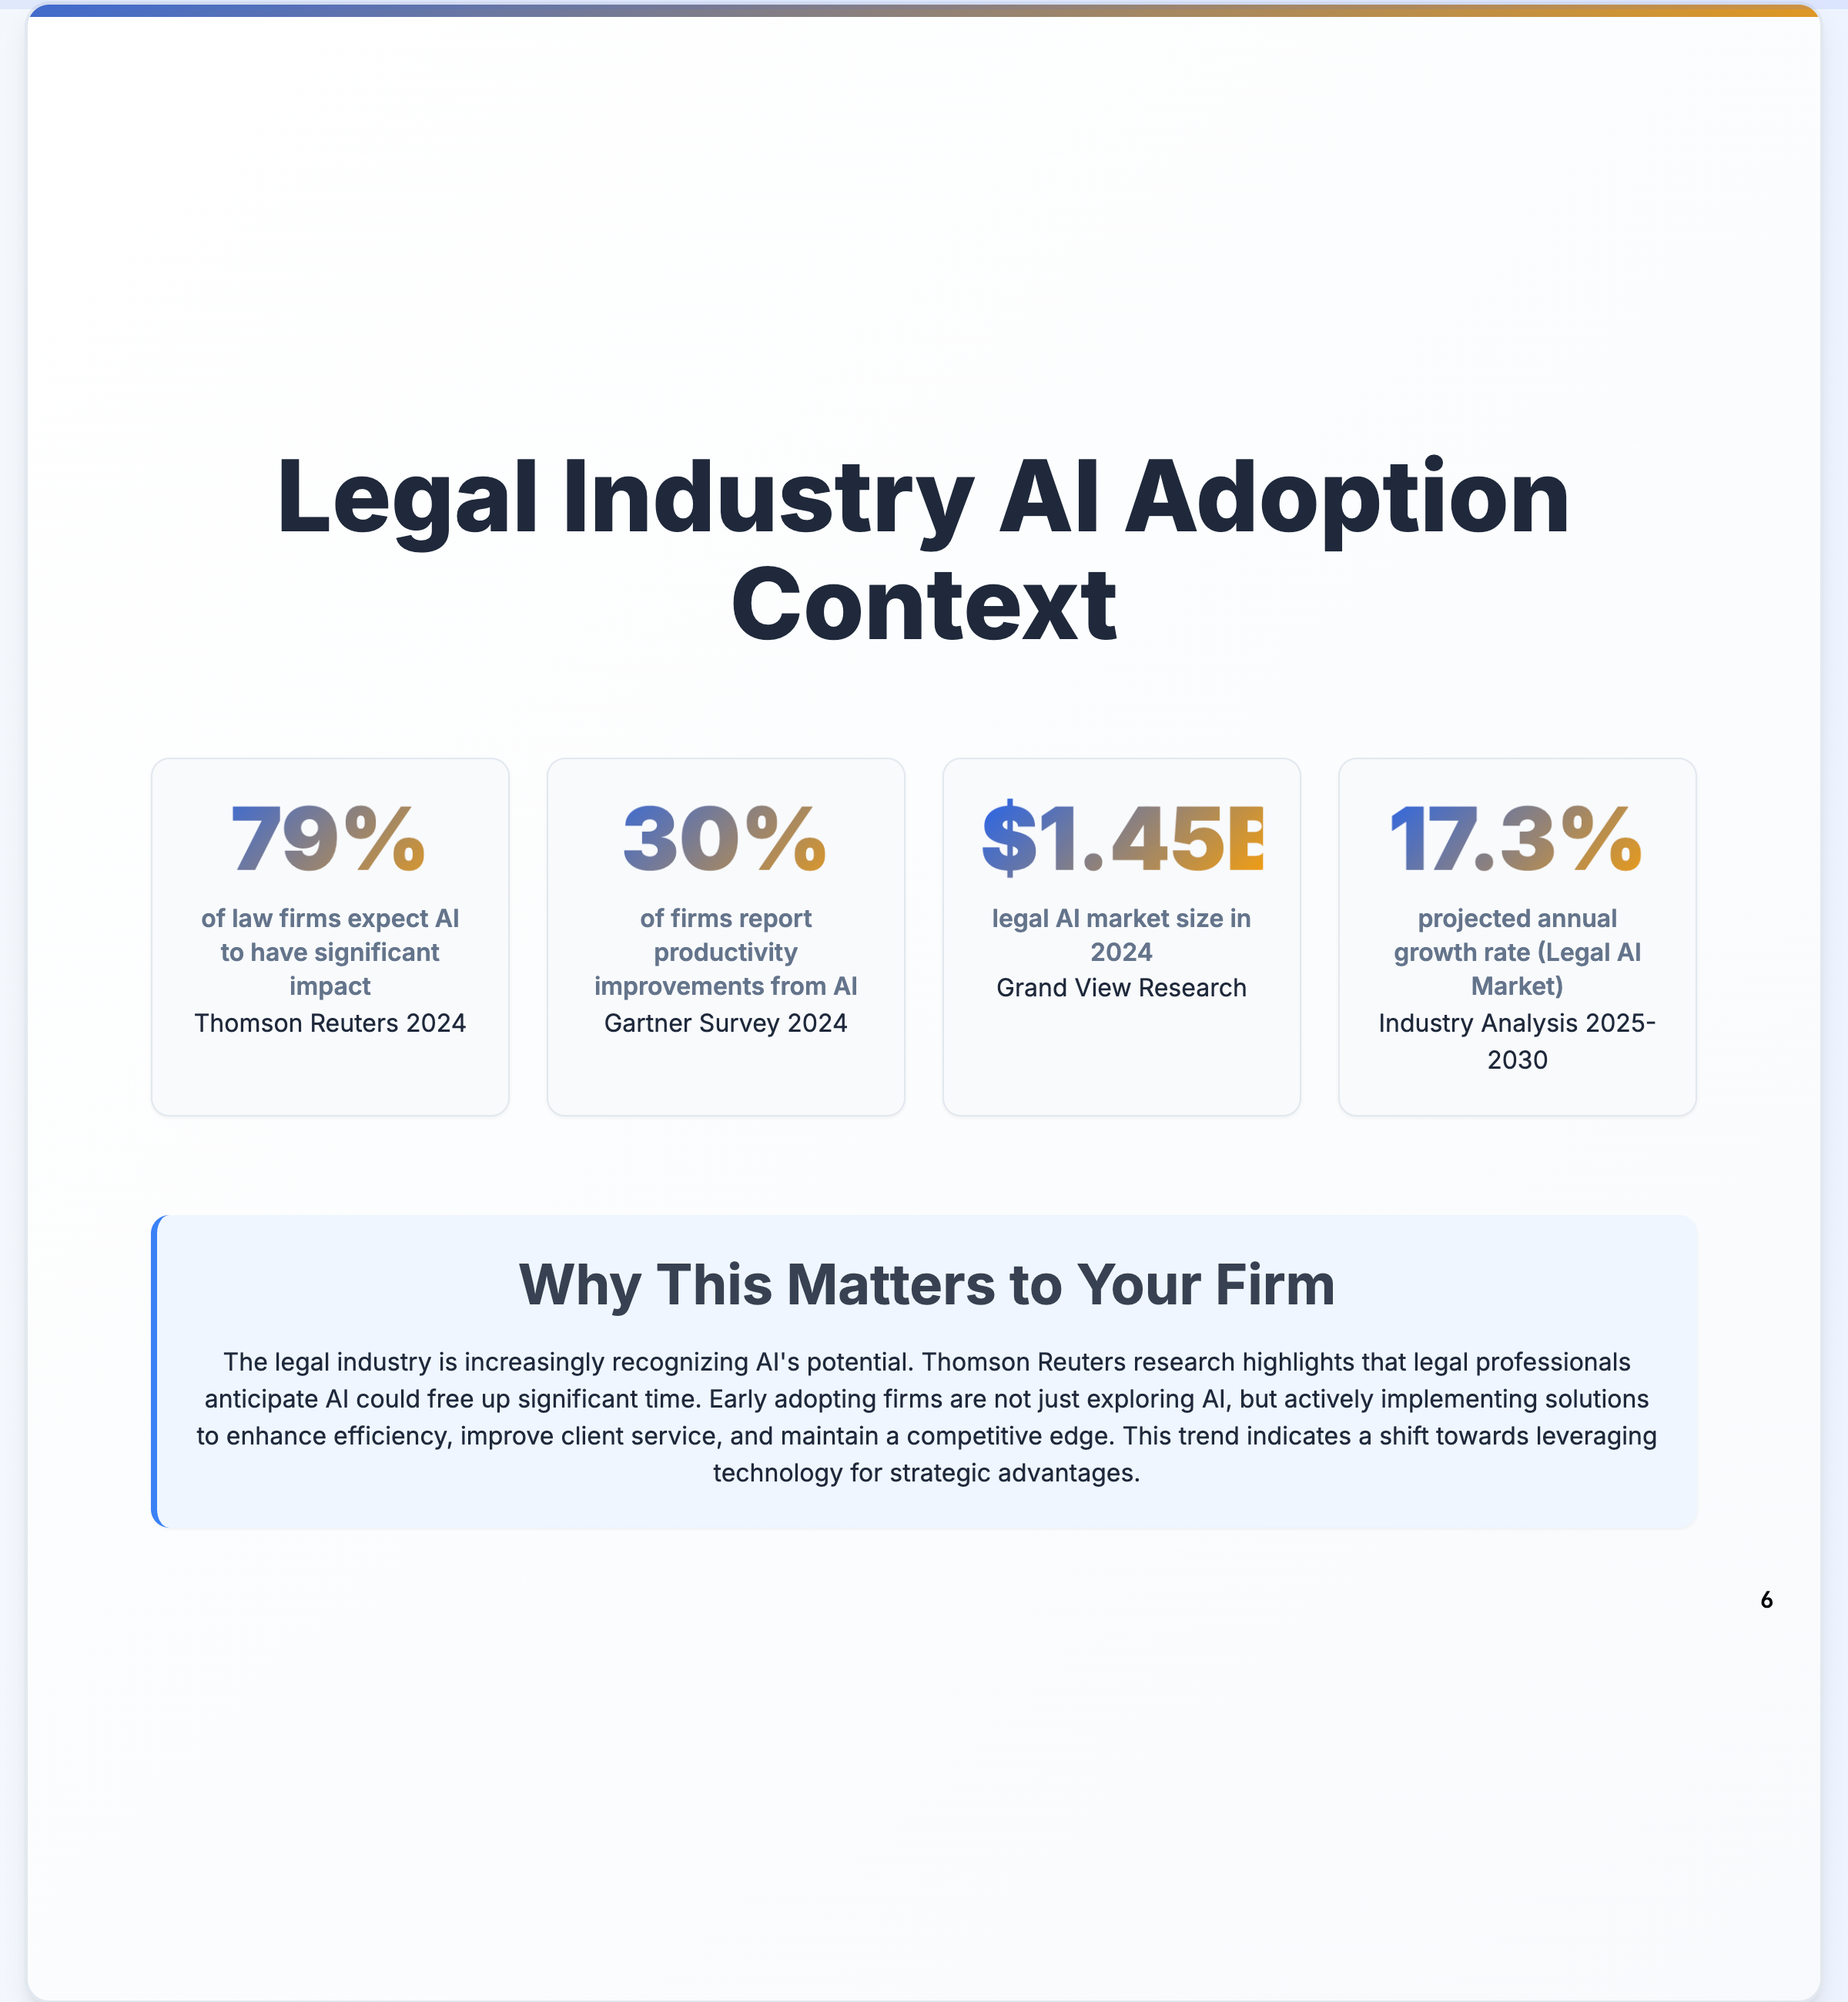 Legal Industry AI Adoption
Context
79%
of law firms expect AI
to have significant
impact
Thomson Reuters 2024
30%
of firms report
productivity
improvements from AI
Gartner Survey 2024
$1.45B
legal AI market size in
2024
Grand View Research
17.3%
projected annual
growth rate (Legal AI
Market)
Industry Analysis 2025-
2030
Why This Matters to Your Firm
The legal industry is increasingly recognizing AI's potential. Thomson Reuters research highlights that legal professionals
anticipate AI could free up significant time. Early adopting firms are not just exploring AI, but actively implementing solutions
to enhance efficiency, improve client service, and maintain a competitive edge. This trend indicates a shift towards leveraging
technology for strategic advantages.
6